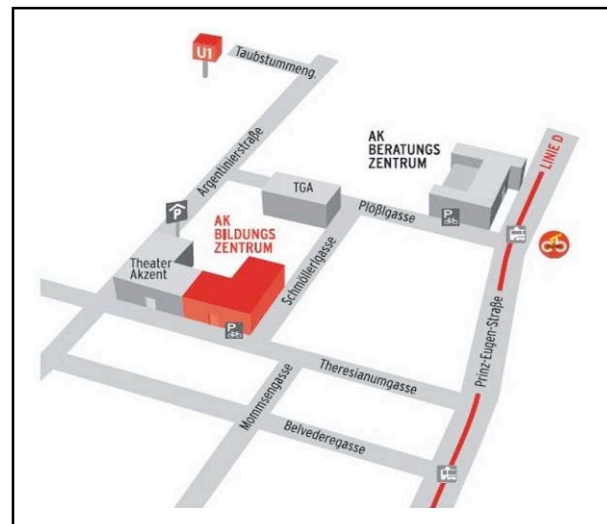 U1
Taubstummeng.
Argentinierstraße
AK
BERATUNGS
ZENTRUM
LINIE D
TGA
P
Plößlgasse
P
AK
BILDUNGS
ZENTRUM
Theater
Akzent
Schmöllerlgasse
P
Prinz-Eugen-Straße
Theresianumgasse
Mommsengasse
Belvederegasse